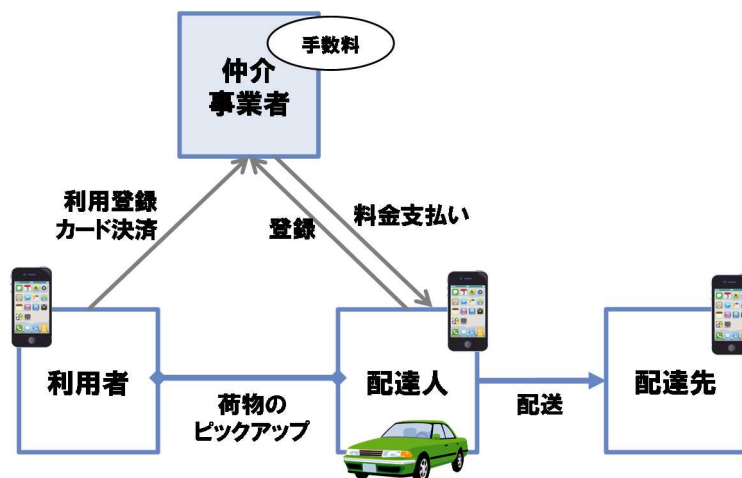 手数料
仲介
事業者
利用登録
カード決済
登録
料金支払い
利用者
荷物の
ピックアップ
配達人
配送
配達先